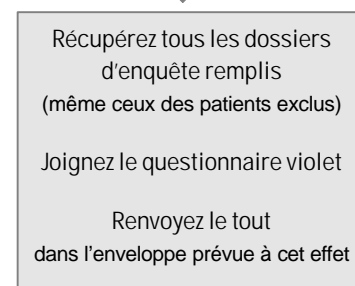 Récupérez tous les dossiers
d'enquête remplis
(même ceux des patients exclus)
Joignez le questionnaire violet
Renvoyez le tout
dans l'enveloppe prévue à cet effet